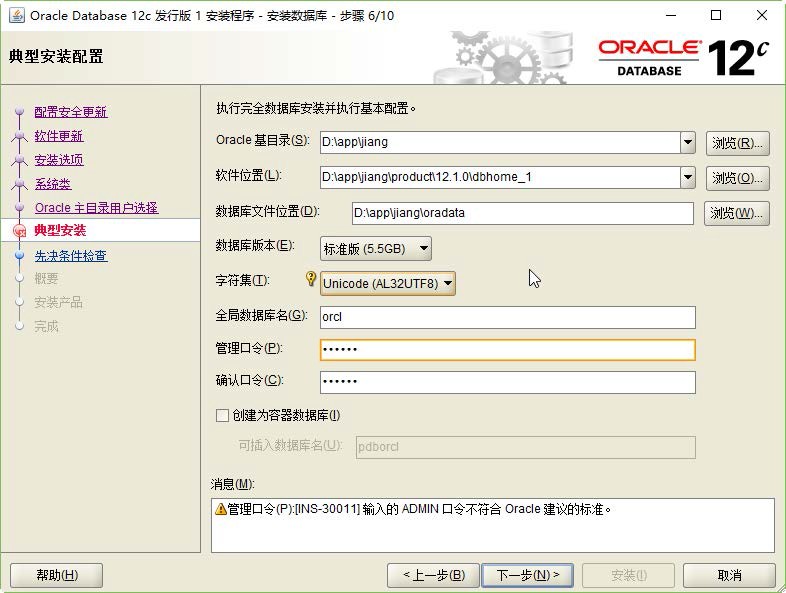 Oracle Database 12c 发行版 1 安装程序 - 安装数据库 - 步骤 6/10
典型安装配置
ORACLE DATABASE 12c
配置安全更新
软件更新
安装选项
系统类
Oracle 主目录用户选择
典型安装
先决条件检查
概要
安装产品
完成
执行完全数据库安装并执行基本配置。
Oracle 基目录(S): D:\app\jiang 浏览(R)...
软件位置(L): D:\app\jiang\product\12.1.0\dbhome_1 浏览(O)...
数据库文件位置(D): D:\app\jiang\oradata 浏览(W)...
数据库版本(E): 标准版 (5.5GB)
字符集(T): Unicode (AL32UTF8)
全局数据库名(G): orcl
管理口令(P): ••••••
确认口令(C): ••••••
创建为容器数据库(I)
可插入数据库名(U): pdborcl
消息(M):
管理口令(P):[INS-30011] 输入的 ADMIN 口令不符合 Oracle 建议的标准。
帮助(H) < 上一步(B) 下一步(N) > 安装(I) 取消